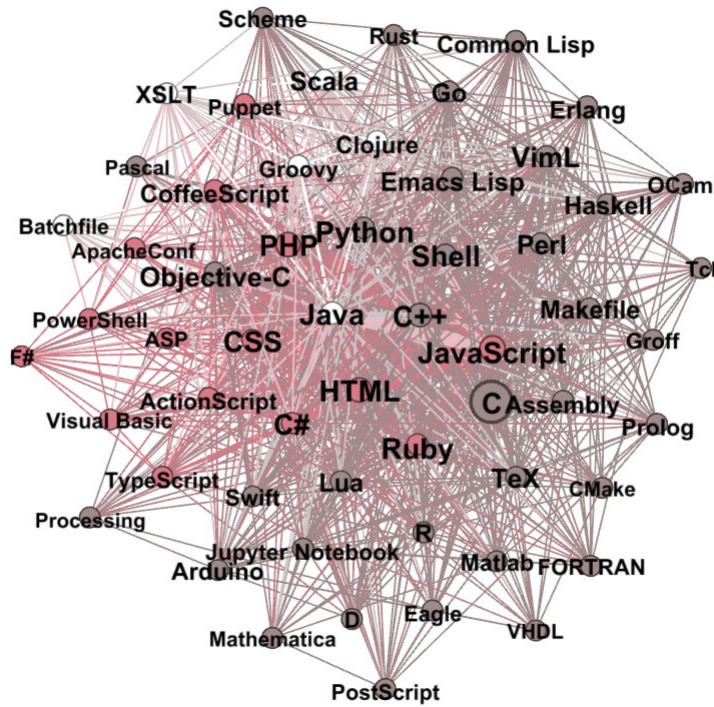 Scheme
Rust
Common Lisp
Scala
XSLT
Go
Puppet
Erlang
Clojure
VimL
Pascal
Groovy
Emacs Lisp
OCam
CoffeeScript
Haskell
Batchfile
Python
PHP
ApacheConf
Shell
Perl
Tcl
Objective-C
Makefile
Java
C++
PowerShell
ASP
CSS
Groff
JavaScript
F#
HTML
ActionScript
C
Assembly
Visual Basic
C#
Prolog
Ruby
TypeScript
Swift
Lua
TeX
CMake
Processing
R
Jupyter Notebook
Matlab
FORTRAN
Arduino
D
Eagle
Mathematica
VHDL
PostScript